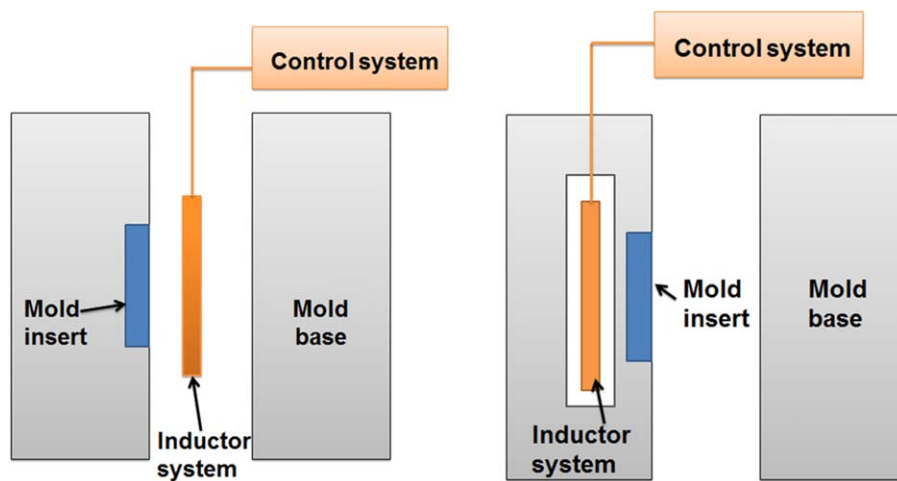 Control system
Mold
insert
Mold
base
Inductor
system
Control system
Mold
insert
Mold
base
Inductor
system